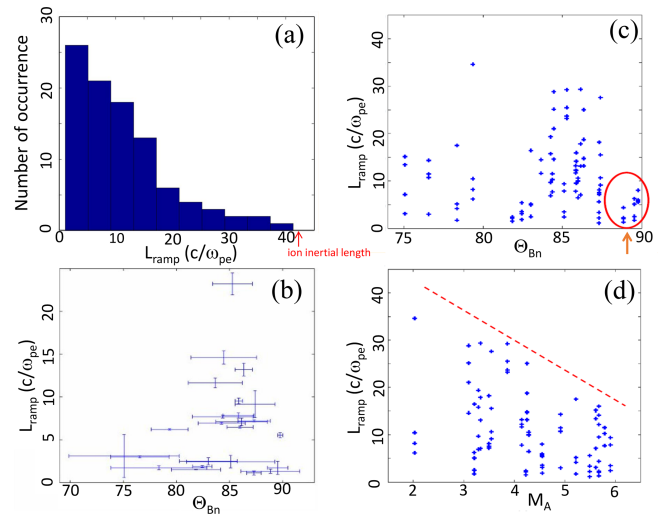 (a)
Number of occurrence
30
20
10
0
0 10 20 30 40
L_ramp (c/ω_pe)
ion inertial length
(c)
L_ramp (c/ω_pe)
40
30
20
10
0
75 80 85 90
Θ_Bn
(b)
L_ramp (c/ω_pe)
25
20
15
10
5
0
70 75 80 85 90
Θ_Bn
(d)
L_ramp (c/ω_pe)
40
30
20
10
0
2 3 4 5 6
M_A